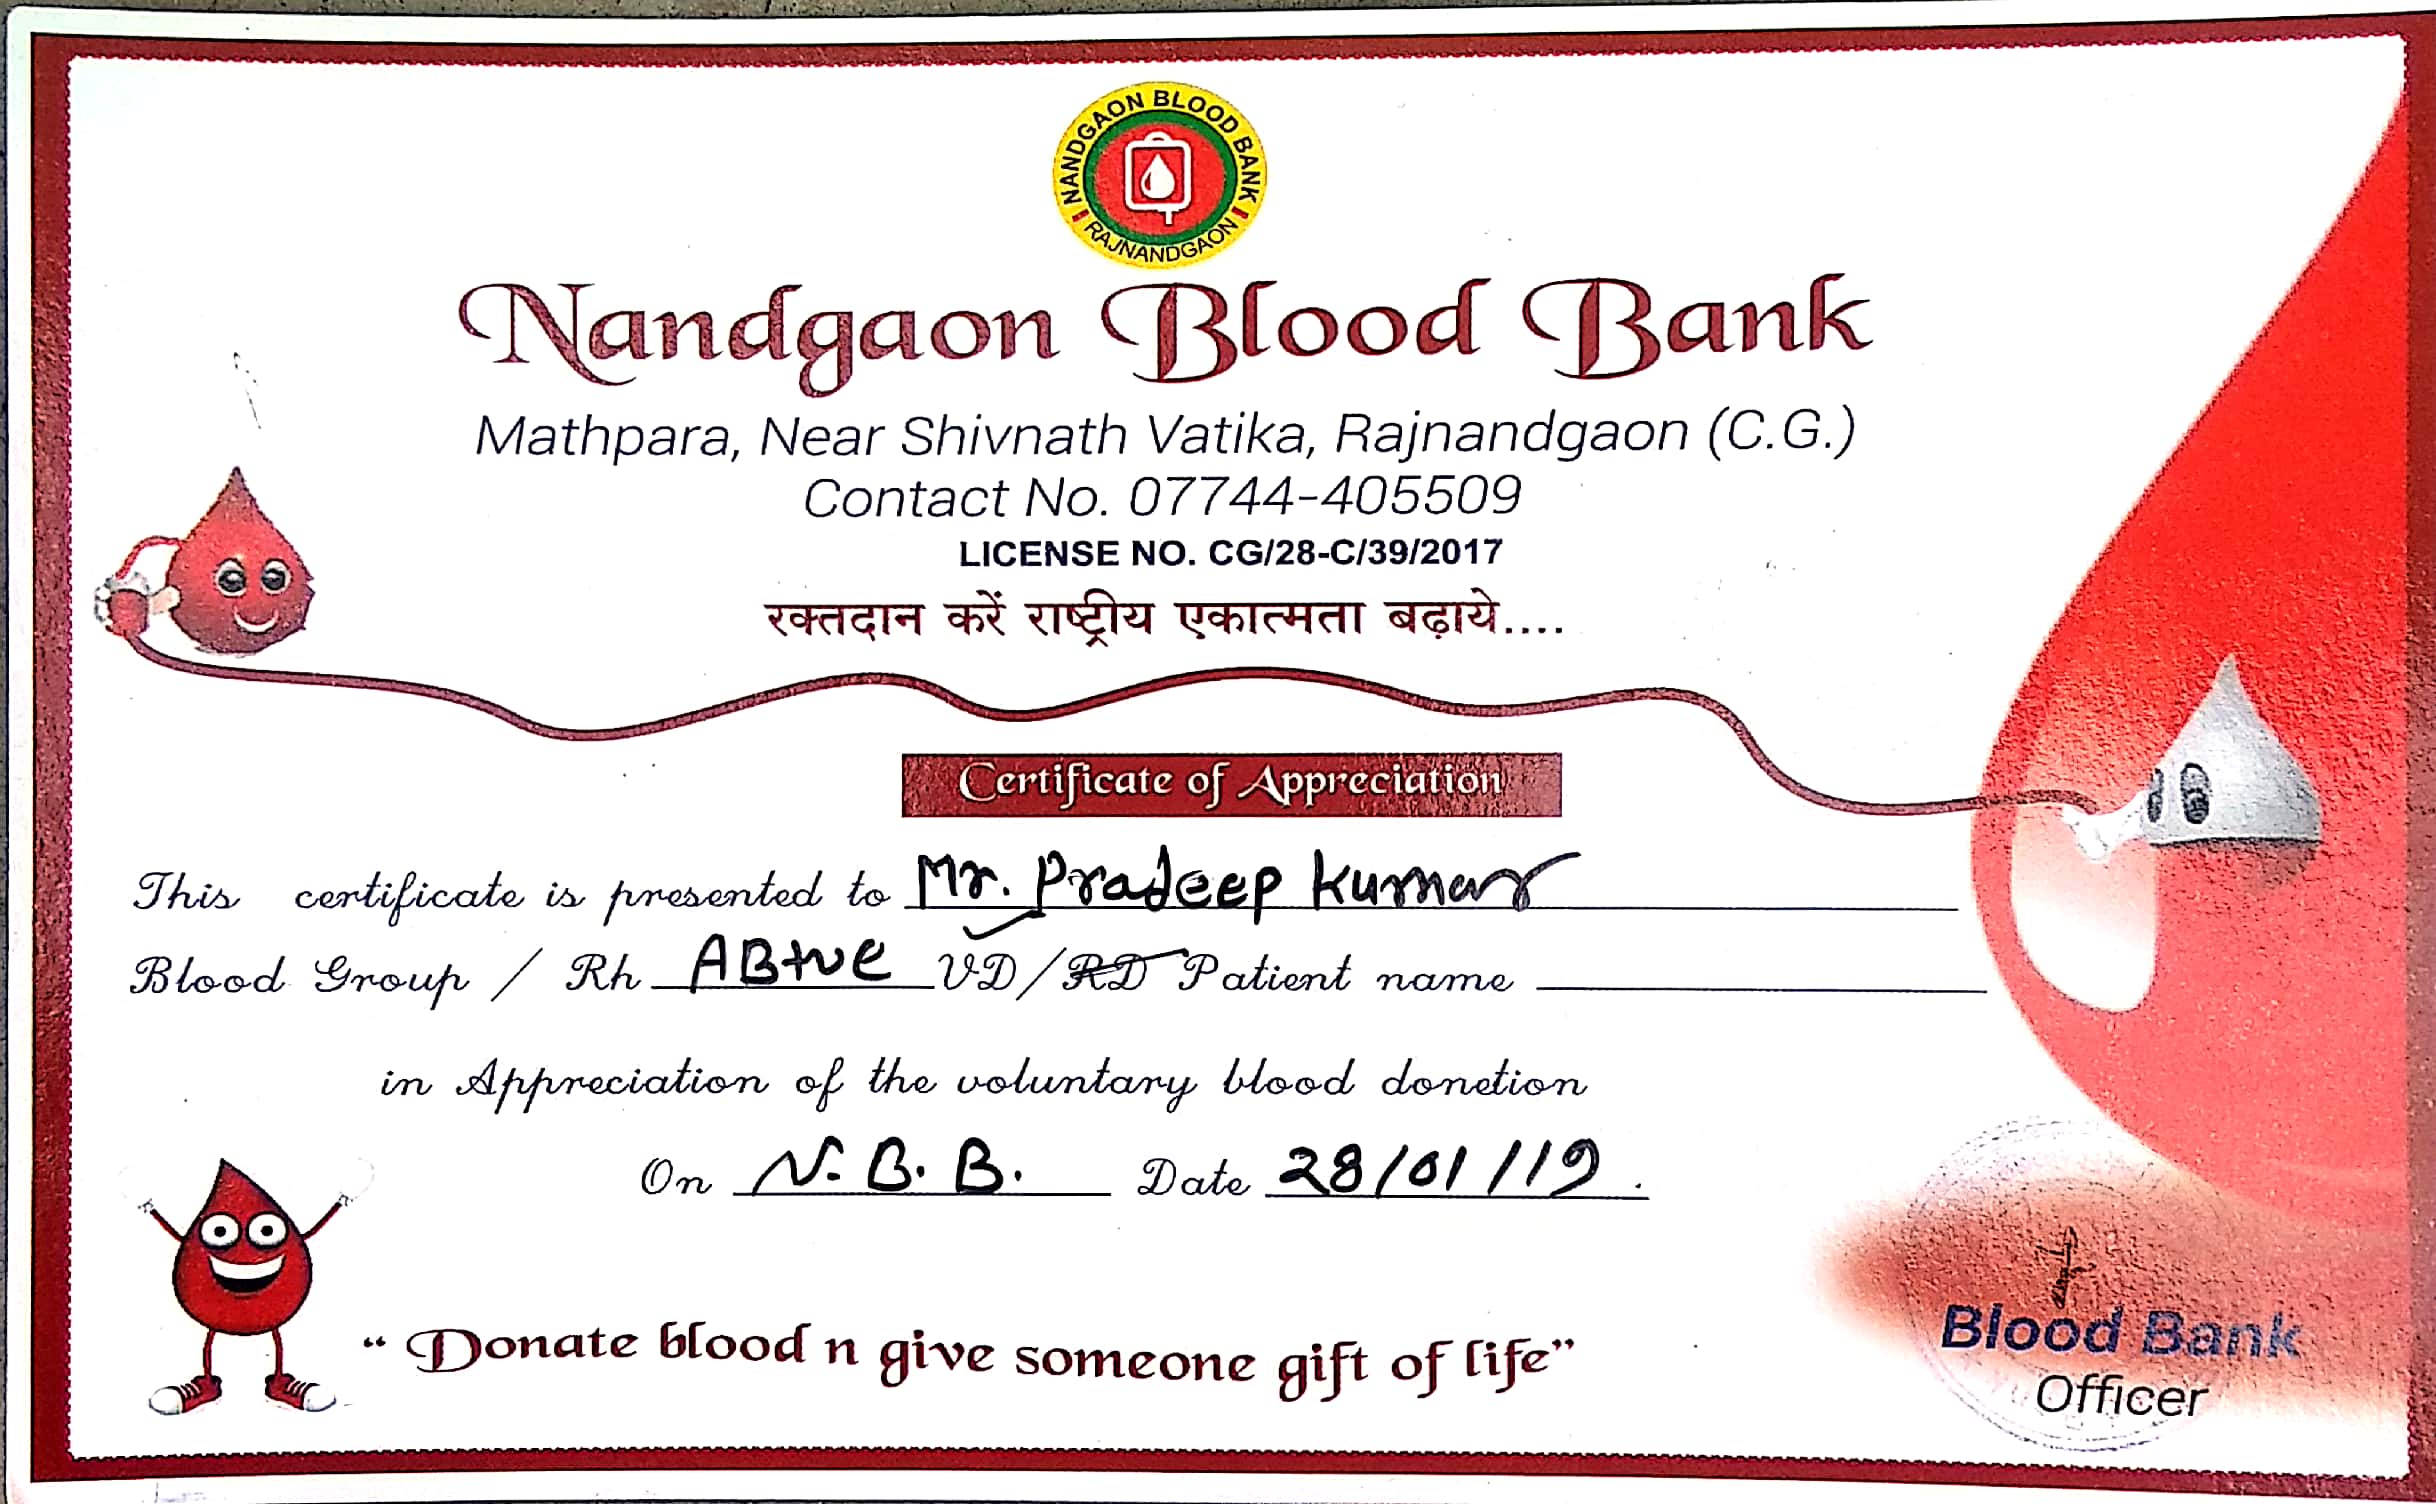 NANDGAON BLOOD BANK
RAJNANDGAON
Nandgaon Blood Bank
Mathpara, Near Shivnath Vatika, Rajnandgaon (C.G.)
Contact No. 07744-405509
LICENSE NO. CG/28-C/39/2017
रक्तदान करें राष्ट्रीय एकात्मता बढ़ाये....
Certificate of Appreciation
This certificate is presented to Mr. Pradeep Kumar
Blood Group / Rh AB+ve VD/RD Patient name
in Appreciation of the voluntary blood donetion
On N. B. B. Date 28/01/19.
“Donate blood n give someone gift of life”
Blood Bank
Officer